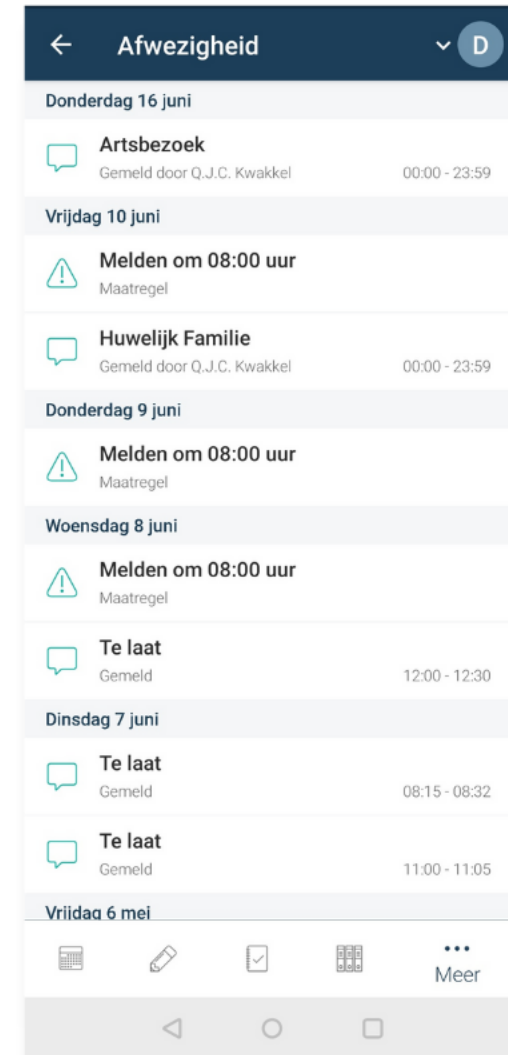 Afwezigheid
D
Donderdag 16 juni
Artsbezoek
Gemeld door Q.J.C. Kwakkel 00:00 - 23:59
Vrijdag 10 juni
Melden om 08:00 uur
Maatregel
Huwelijk Familie
Gemeld door Q.J.C. Kwakkel 00:00 - 23:59
Donderdag 9 juni
Melden om 08:00 uur
Maatregel
Woensdag 8 juni
Melden om 08:00 uur
Maatregel
Te laat
Gemeld 12:00 - 12:30
Dinsdag 7 juni
Te laat
Gemeld 08:15 - 08:32
Te laat
Gemeld 11:00 - 11:05
Vrijdag 6 mei
Meer